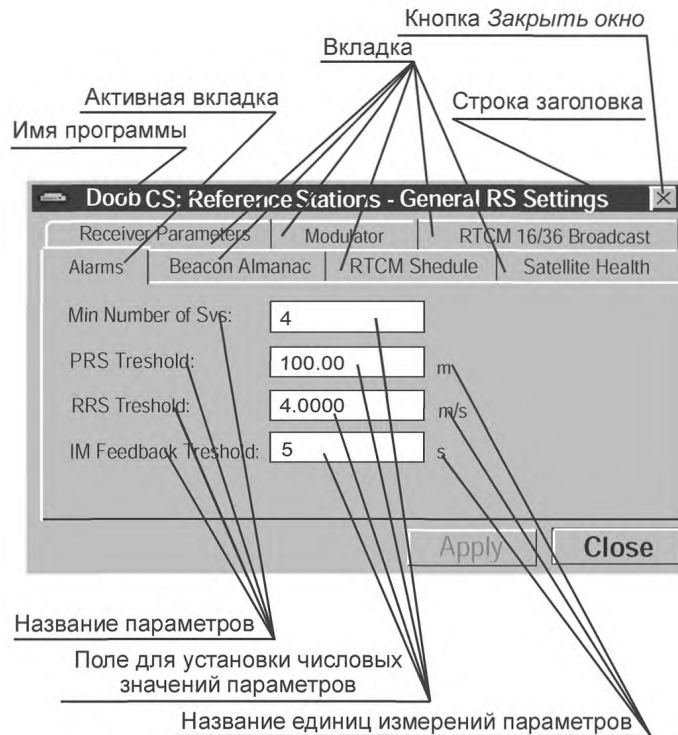 Кнопка Закрыть окно
Вкладка
Активная вкладка
Строка заголовка
Имя программы
Doob CS: Reference Stations - General RS Settings
Receiver Parameters
Modulator
RTCM 16/36 Broadcast
Alarms
Beacon Almanac
RTCM Shedule
Satellite Health
Min Number of Svs:
4
PRS Treshold:
100.00
m
RRS Treshold:
4.0000
m/s
IM Feedback Treshold:
5
s
Apply
Close
Название параметров
Поле для установки числовых
значений параметров
Название единиц измерений параметров